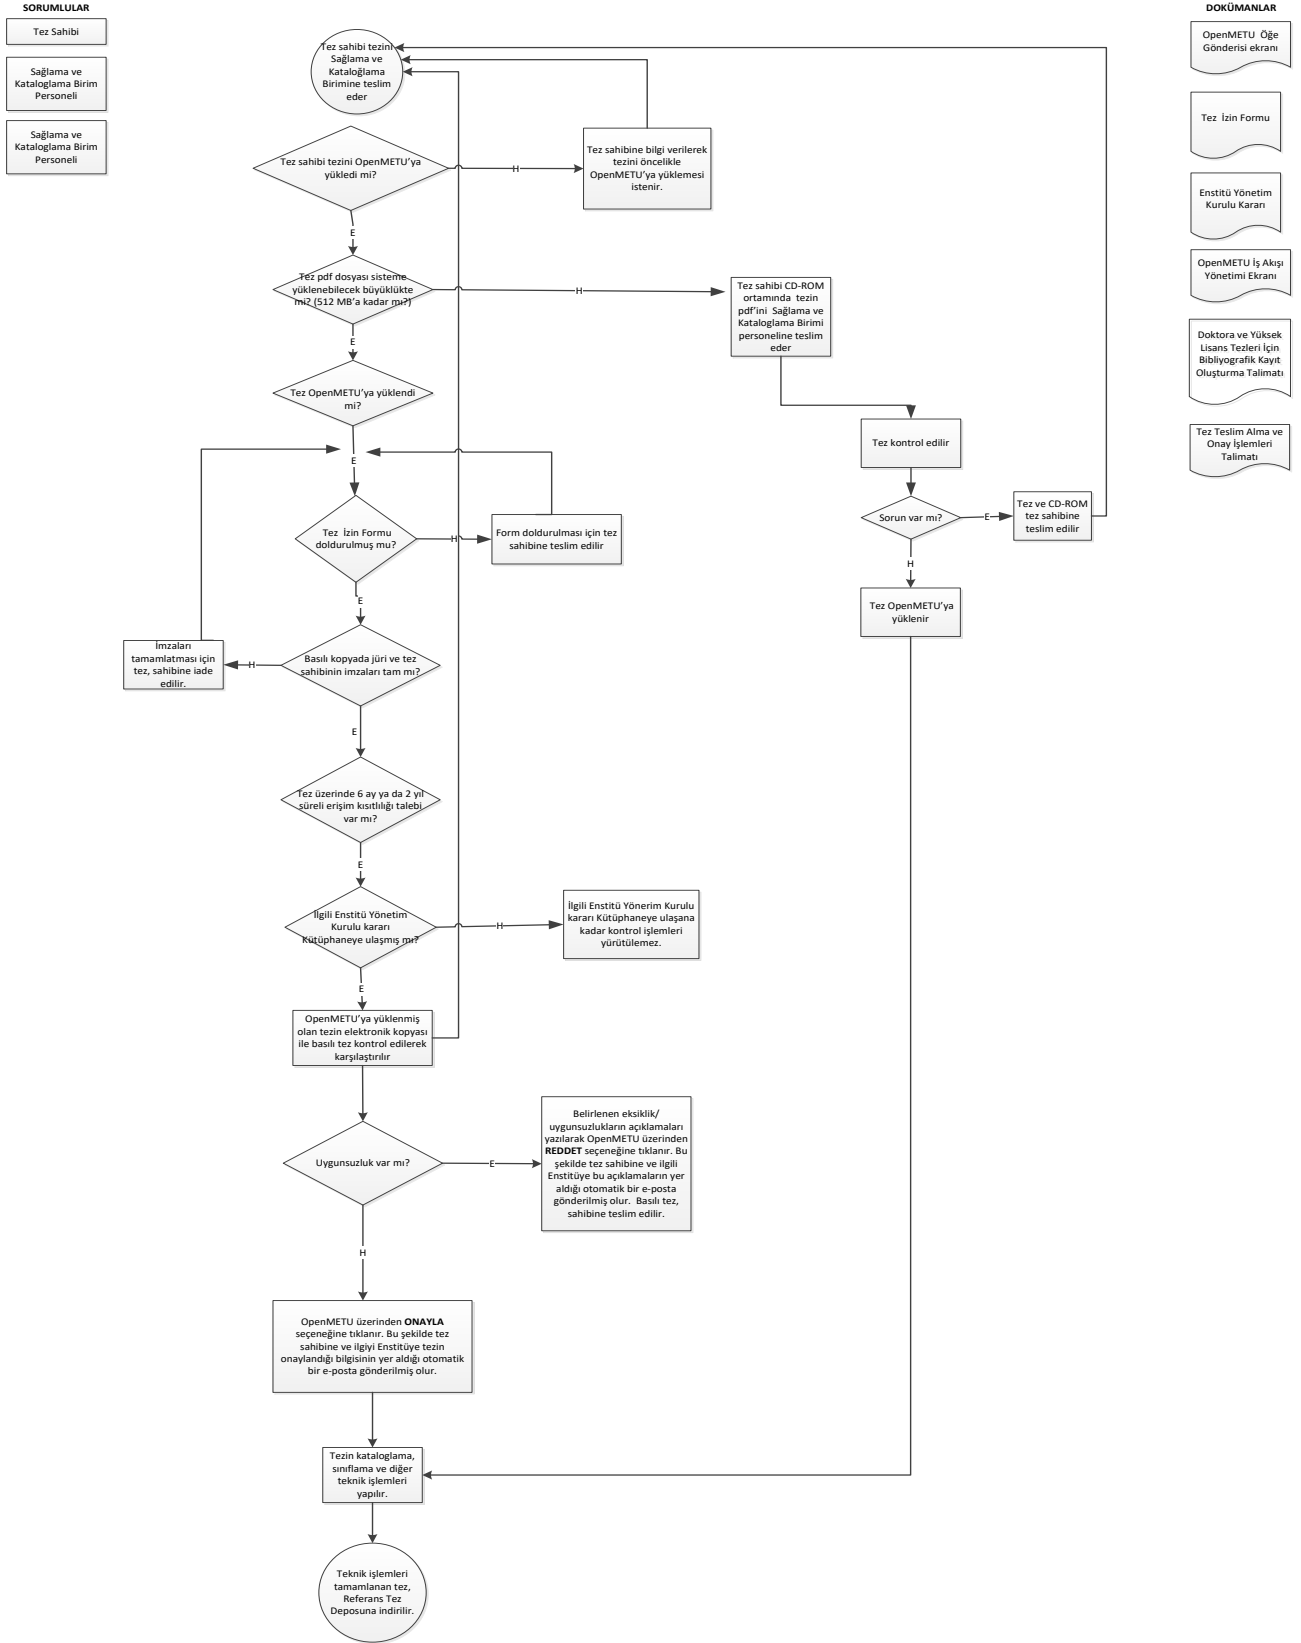 SORUMLULAR
Tez Sahibi
Sağlama ve
Kataloglama Birim
Personeli
Sağlama ve
Kataloglama Birim
Personeli
Tez sahibi tezini
Sağlama ve
Kataloğlama
Birimine teslim
eder
Tez sahibi tezini OpenMETU'ya
yükledi mi?
H
Tez sahibine bilgi verilerek
tezini öncelikle
OpenMETU'ya yüklemesi
istenir.
E
Tez pdf dosyası sisteme
yüklenebilecek büyüklükte
mi? (512 MB'a kadar mı?)
H
Tez sahibi CD-ROM
ortamında tezin
pdf'ini Sağlama ve
Kataloglama Birimi
personeline teslim
eder
E
Tez OpenMETU'ya yüklendi
mi?
E
Tez kontrol edilir
Sorun var mı?
E
Tez ve CD-ROM
tez sahibine
teslim edilir
H
Tez OpenMETU'ya
yüklenir
Tez İzin Formu
doldurulmuş mu?
H
Form doldurulması için tez
sahibine teslim edilir
E
Basılı kopyada jüri ve tez
sahibinin imzaları tam mı?
H
İmzaları
tamamlatması için
tez, sahibine iade
edilir.
E
Tez üzerinde 6 ay ya da 2 yıl
süreli erişim kısıtlılığı talebi
var mı?
E
İlgili Enstitü Yönetim
Kurulu kararı
Kütüphaneye ulaşmış mı?
H
İlgili Enstitü Yönerim Kurulu
kararı Kütüphaneye ulaşana
kadar kontrol işlemleri
yürütülemez.
E
OpenMETU'ya yüklenmiş
olan tezin elektronik kopyası
ile basılı tez kontrol edilerek
karşılaştırılır
Uygunsuzluk var mı?
E
Belirlenen eksiklik/
uygunsuzlukların açıklamaları
yazılarak OpenMETU üzerinden
REDDET seçeneğine tıklanır. Bu
şekilde tez sahibine ve ilgili
Enstitüye bu açıklamaların yer
aldığı otomatik bir e-posta
gönderilmiş olur. Basılı tez,
sahibine teslim edilir.
H
OpenMETU üzerinden ONAYLA
seçeneğine tıklanır. Bu şekilde tez
sahibine ve ilgiyi Enstitüye tezin
onaylandığı bilgisinin yer aldığı otomatik
bir e-posta gönderilmiş olur.
Tezin kataloglama,
sınıflama ve diğer
teknik işlemleri
yapılır.
Teknik işlemleri
tamamlanan tez,
Referans Tez
Deposuna indirilir.
DOKÜMANLAR
OpenMETU Öğe
Gönderisi ekranı
Tez İzin Formu
Enstitü Yönetim
Kurulu Kararı
OpenMETU İş Akışı
Yönetimi Ekranı
Doktora ve Yüksek
Lisans Tezleri İçin
Bibliyografik Kayıt
Oluşturma Talimatı
Tez Teslim Alma ve
Onay İşlemleri
Talimatı